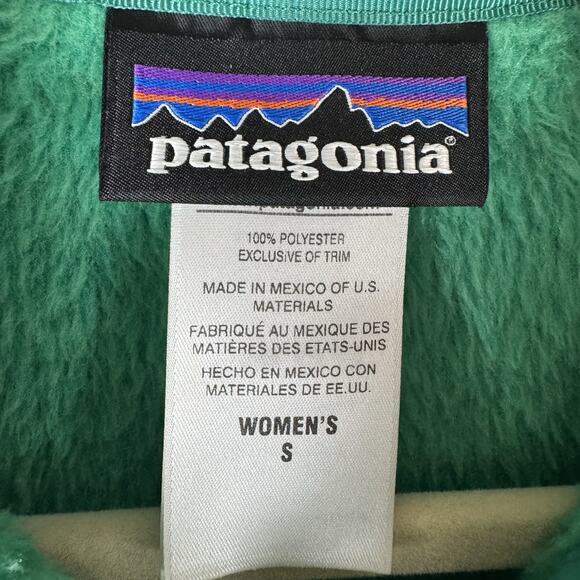 patagonia®
100% POLYESTER
EXCLUSIVE OF TRIM
MADE IN MEXICO OF U.S.
MATERIALS
FABRIQUÉ AU MEXIQUE DES
MATIÈRES DES ETATS-UNIS
HECHO EN MEXICO CON
MATERIALES DE EE.UU.
WOMEN'S
S